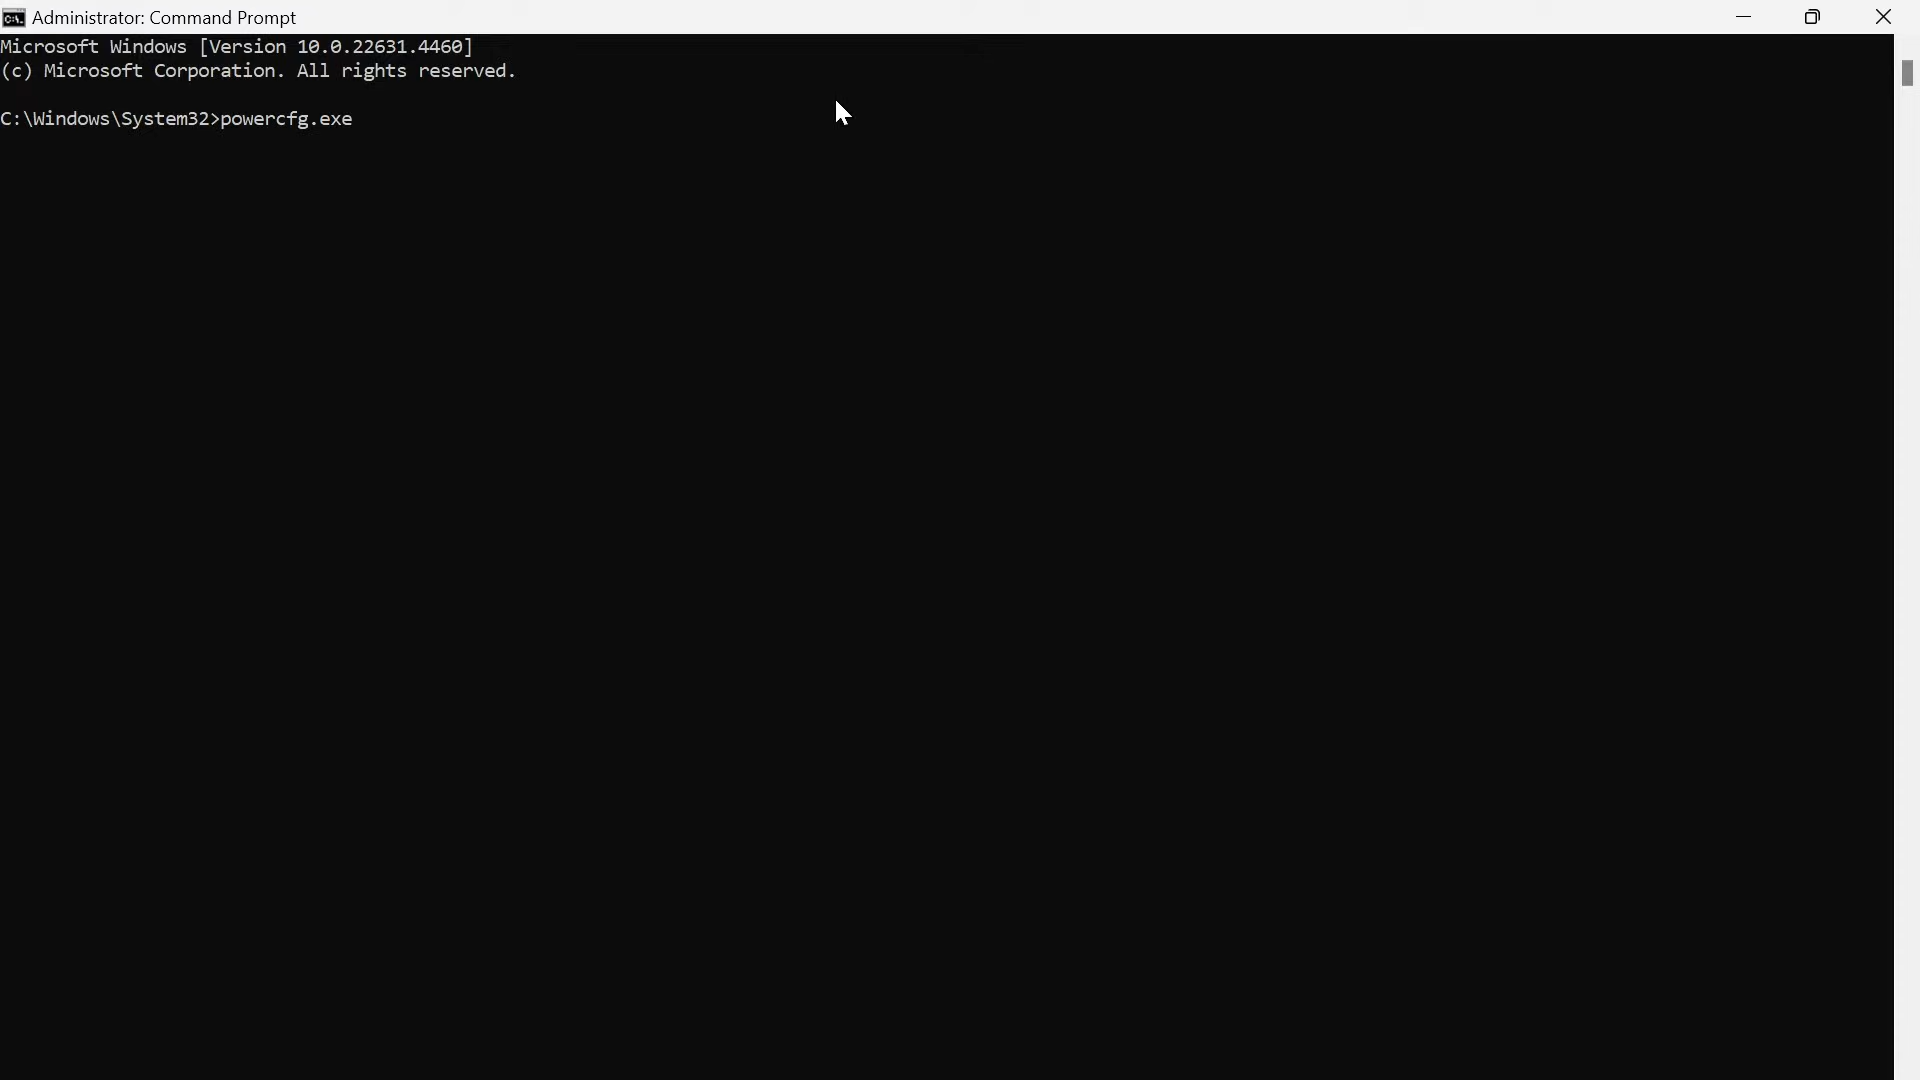 Administrator: Command Prompt
Microsoft Windows [Version 10.0.22631.4460]
(c) Microsoft Corporation. All rights reserved.
C:\Windows\System32>powercfg.exe